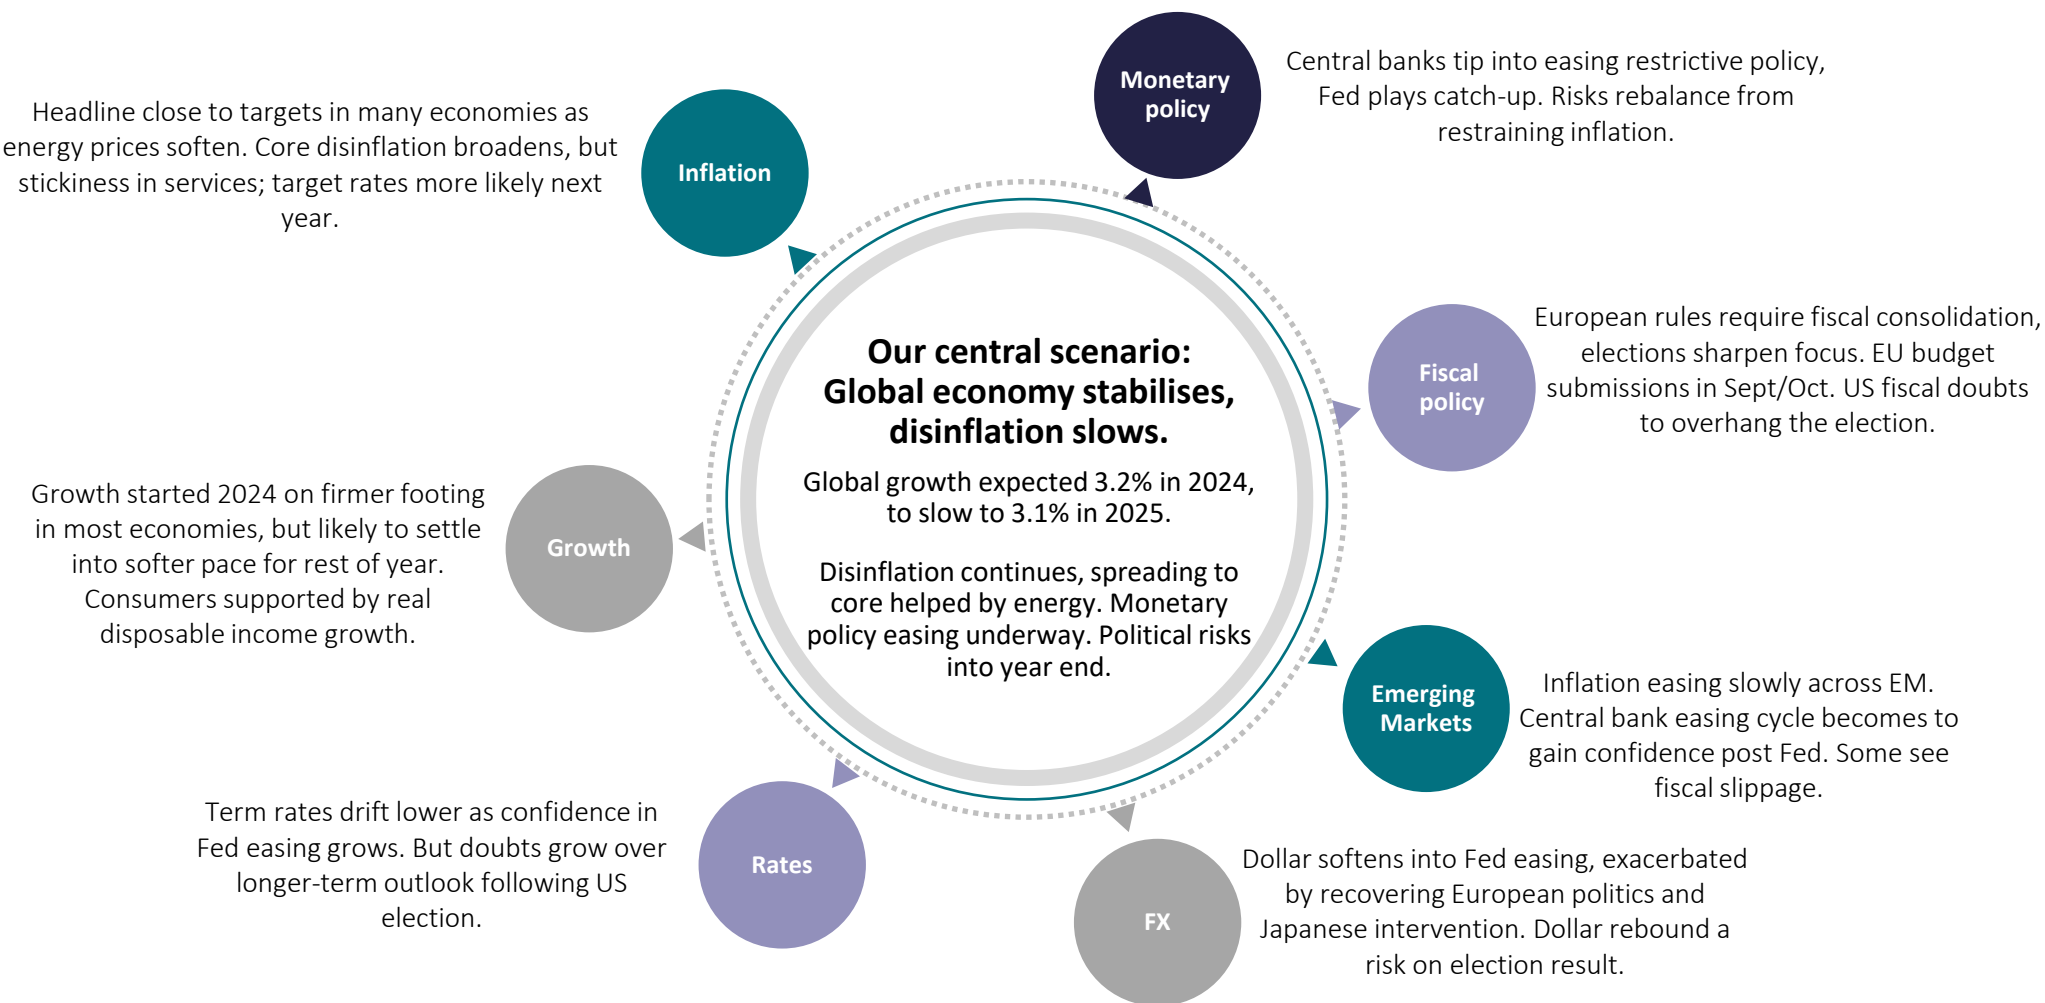 Monetary
policy
Central banks tip into easing restrictive policy,
Fed plays catch-up. Risks rebalance from
restraining inflation.
Headline close to targets in many economies as
energy prices soften. Core disinflation broadens, but
stickiness in services; target rates more likely next
year.
Inflation
Our central scenario:
Global economy stabilises,
disinflation slows.
Global growth expected 3.2% in 2024,
to slow to 3.1% in 2025.
Disinflation continues, spreading to
core helped by energy. Monetary
policy easing underway. Political risks
into year end.
Fiscal
policy
European rules require fiscal consolidation,
elections sharpen focus. EU budget
submissions in Sept/Oct. US fiscal doubts
to overhang the election.
Growth started 2024 on firmer footing
in most economies, but likely to settle
into softer pace for rest of year.
Consumers supported by real
disposable income growth.
Growth
Emerging
Markets
Inflation easing slowly across EM.
Central bank easing cycle becomes to
gain confidence post Fed. Some see
fiscal slippage.
Term rates drift lower as confidence in
Fed easing grows. But doubts grow over
longer-term outlook following US
election.
Rates
FX
Dollar softens into Fed easing, exacerbated
by recovering European politics and
Japanese intervention. Dollar rebound a
risk on election result.